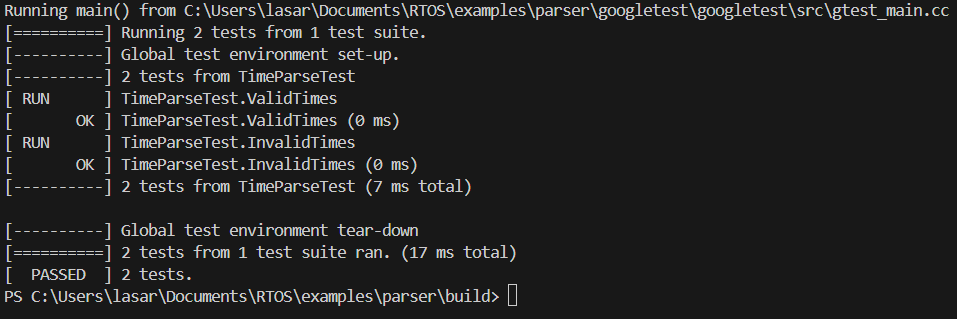 Running main() from C:\Users\lasar\Documents\RTOS\examples\parser\googletest\googletest\src\gtest_main.cc
[==========] Running 2 tests from 1 test suite.
[----------] Global test environment set-up.
[----------] 2 tests from TimeParseTest
[ RUN      ] TimeParseTest.ValidTimes
[       OK ] TimeParseTest.ValidTimes (0 ms)
[ RUN      ] TimeParseTest.InvalidTimes
[       OK ] TimeParseTest.InvalidTimes (0 ms)
[----------] 2 tests from TimeParseTest (7 ms total)

[----------] Global test environment tear-down
[==========] 2 tests from 1 test suite ran. (17 ms total)
[  PASSED  ] 2 tests.
PS C:\Users\lasar\Documents\RTOS\examples\parser\build>